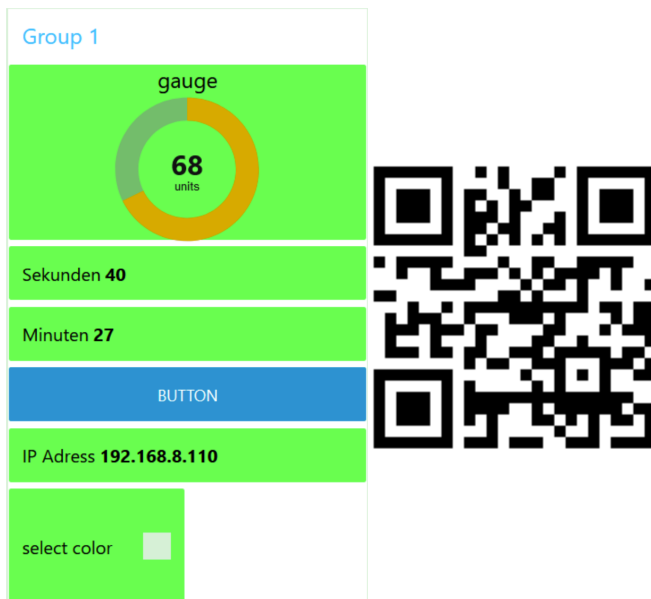 Group 1
gauge
68
units
Sekunden 40
Minuten 27
BUTTON
IP Adress 192.168.8.110
select color